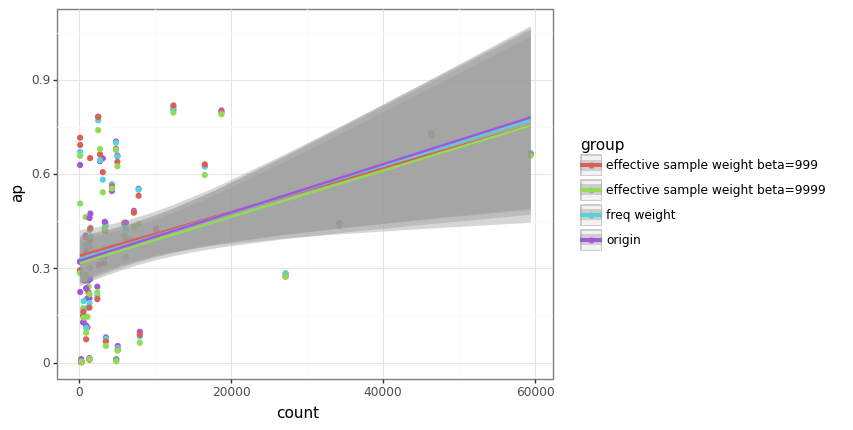 0.9
0.6
0.3
0
ap
0
20000
40000
60000
count
group
effective sample weight beta=999
effective sample weight beta=9999
freq weight
origin